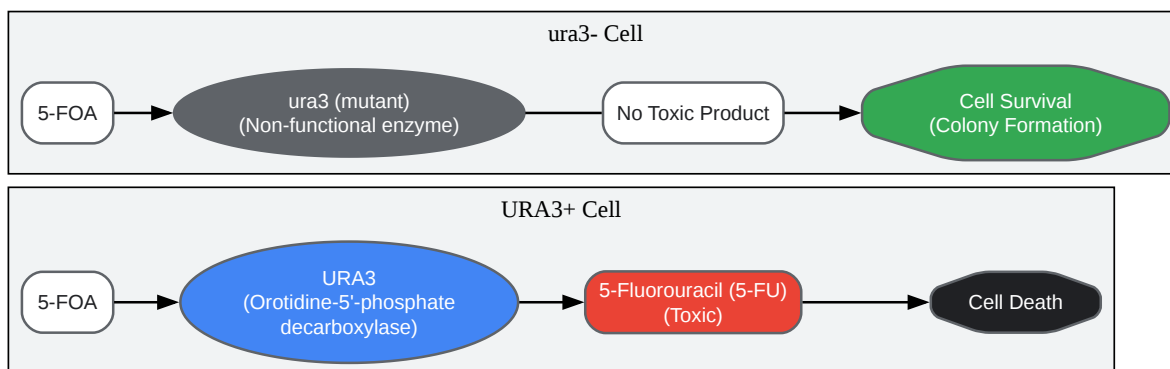 ura3- Cell
5-FOA
ura3 (mutant)
(Non-functional enzyme)
No Toxic Product
Cell Survival
(Colony Formation)
URA3+ Cell
5-FOA
URA3
(Orotidine-5'-phosphate
decarboxylase)
5-Fluorouracil (5-FU)
(Toxic)
Cell Death